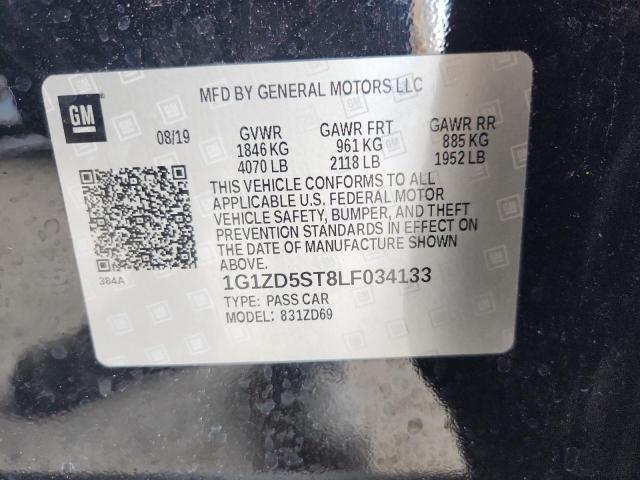 GM
MFD BY GENERAL MOTORS LLC
08/19 GVWR GAWR FRT GAWR RR
1846 KG 961 KG 885 KG
4070 LB 2118 LB 1952 LB
THIS VEHICLE CONFORMS TO ALL
APPLICABLE U.S. FEDERAL MOTOR
VEHICLE SAFETY, BUMPER, AND THEFT
PREVENTION STANDARDS IN EFFECT ON
THE DATE OF MANUFACTURE SHOWN
ABOVE.
384A
1G1ZD5ST8LF034133
TYPE: PASS CAR
MODEL: 831ZD69